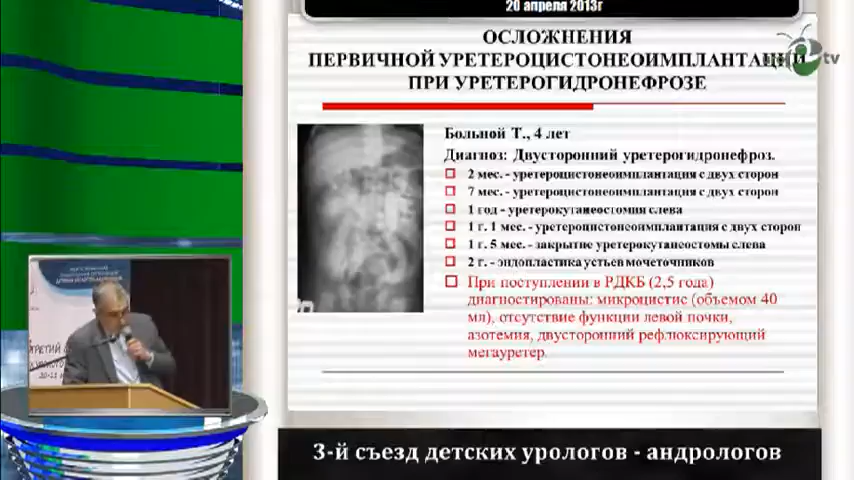 20 апреля 2013г
ОСЛОЖНЕНИЯ
ПЕРВИЧНОЙ УРЕТЕРОЦИСТОНЕОИМПЛАНТАЦИИ
ПРИ УРЕТЕРОГИДРОНЕФРОЗЕ
tv
Больной Т., 4 лет
Диагноз: Двусторонний уретерогидронефроз.
2 мес. - уретероцистонеоимплантация с двух сторон
7 мес. - уретероцистонеоимплантация с двух сторон
1 год - уретерокутанеостомия слева
1 г. 1 мес. - уретероцистонеоимплантация с двух сторон
1 г. 5 мес. - закрытие уретерокутанеостомы слева
2 г. - эндопластика устьев мочеточников
При поступлении в РДКБ (2,5 года)
диагностированы: микроцистис (объемом 40
мл), отсутствие функции левой почки,
азотемия, двусторонний рефлюксирующий
мегауретер.
3-й съезд детских урологов - андрологов